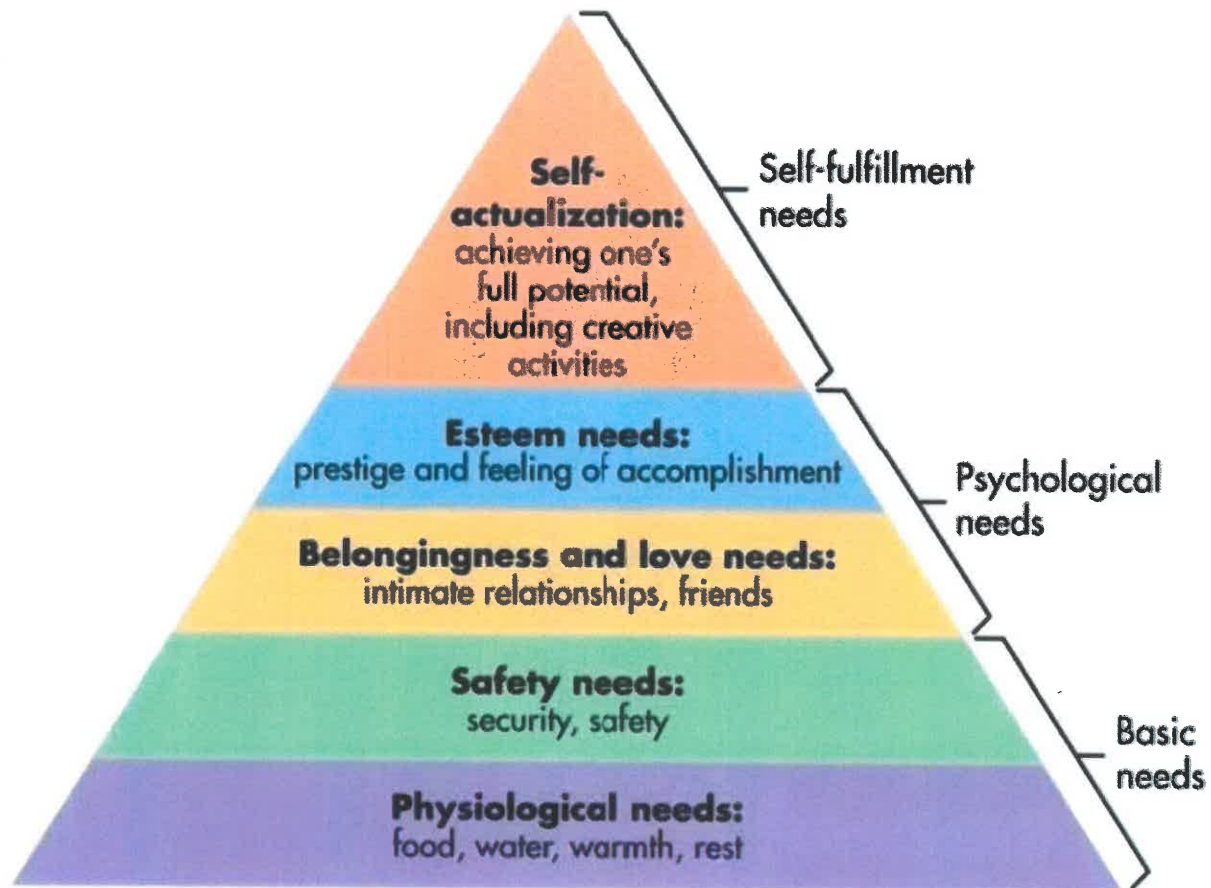 Self-
actualization:
achieving one's
full potential,
including creative
activities
Self-fulfillment
needs
Esteem needs:
prestige and feeling of accomplishment
Belongingness and love needs:
intimate relationships, friends
Psychological
needs
Safety needs:
security, safety
Physiological needs:
food, water, warmth, rest
Basic
needs